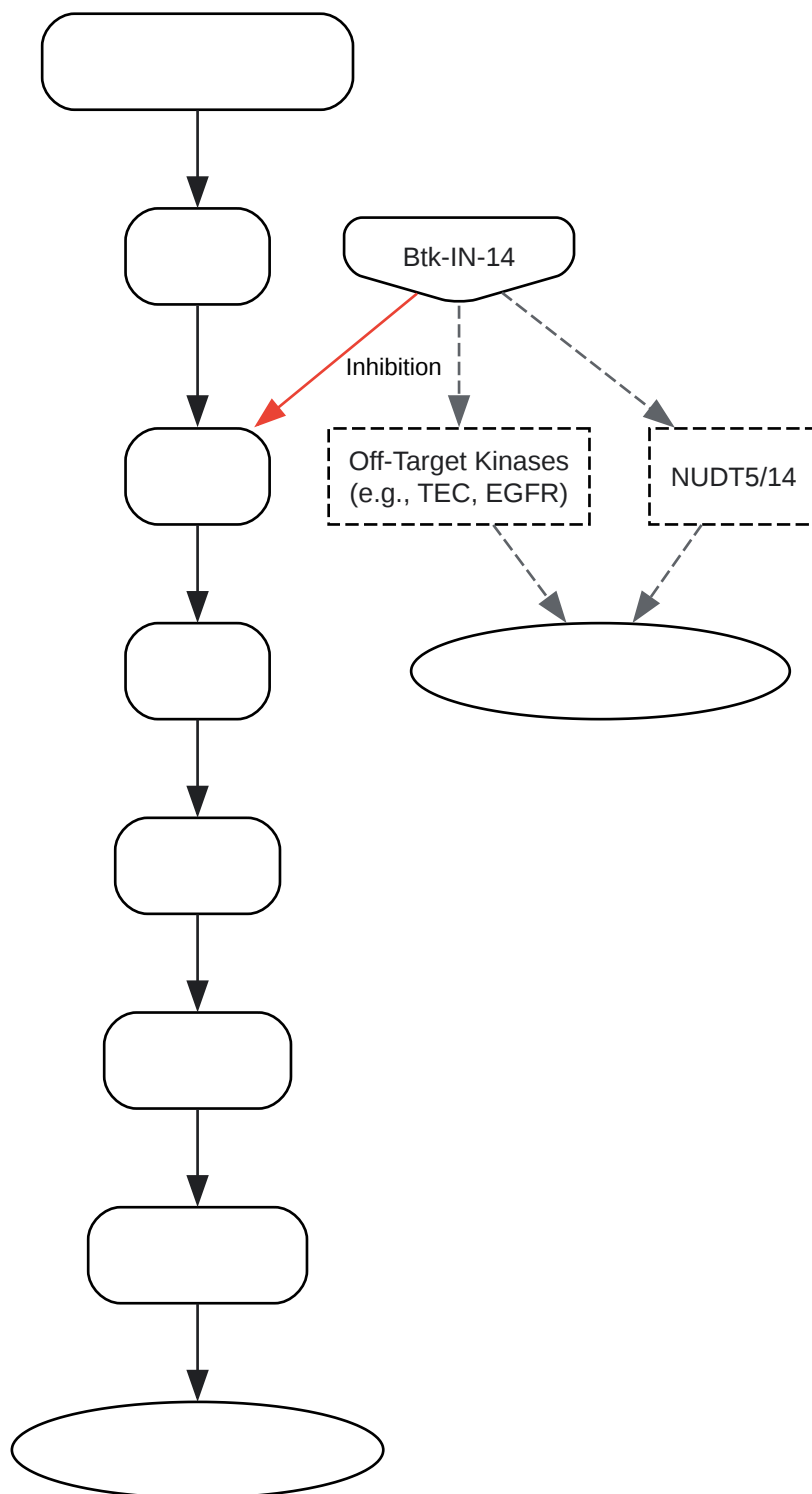 Btk-IN-14
Inhibition
Off-Target Kinases
(e.g., TEC, EGFR)
NUDT5/14